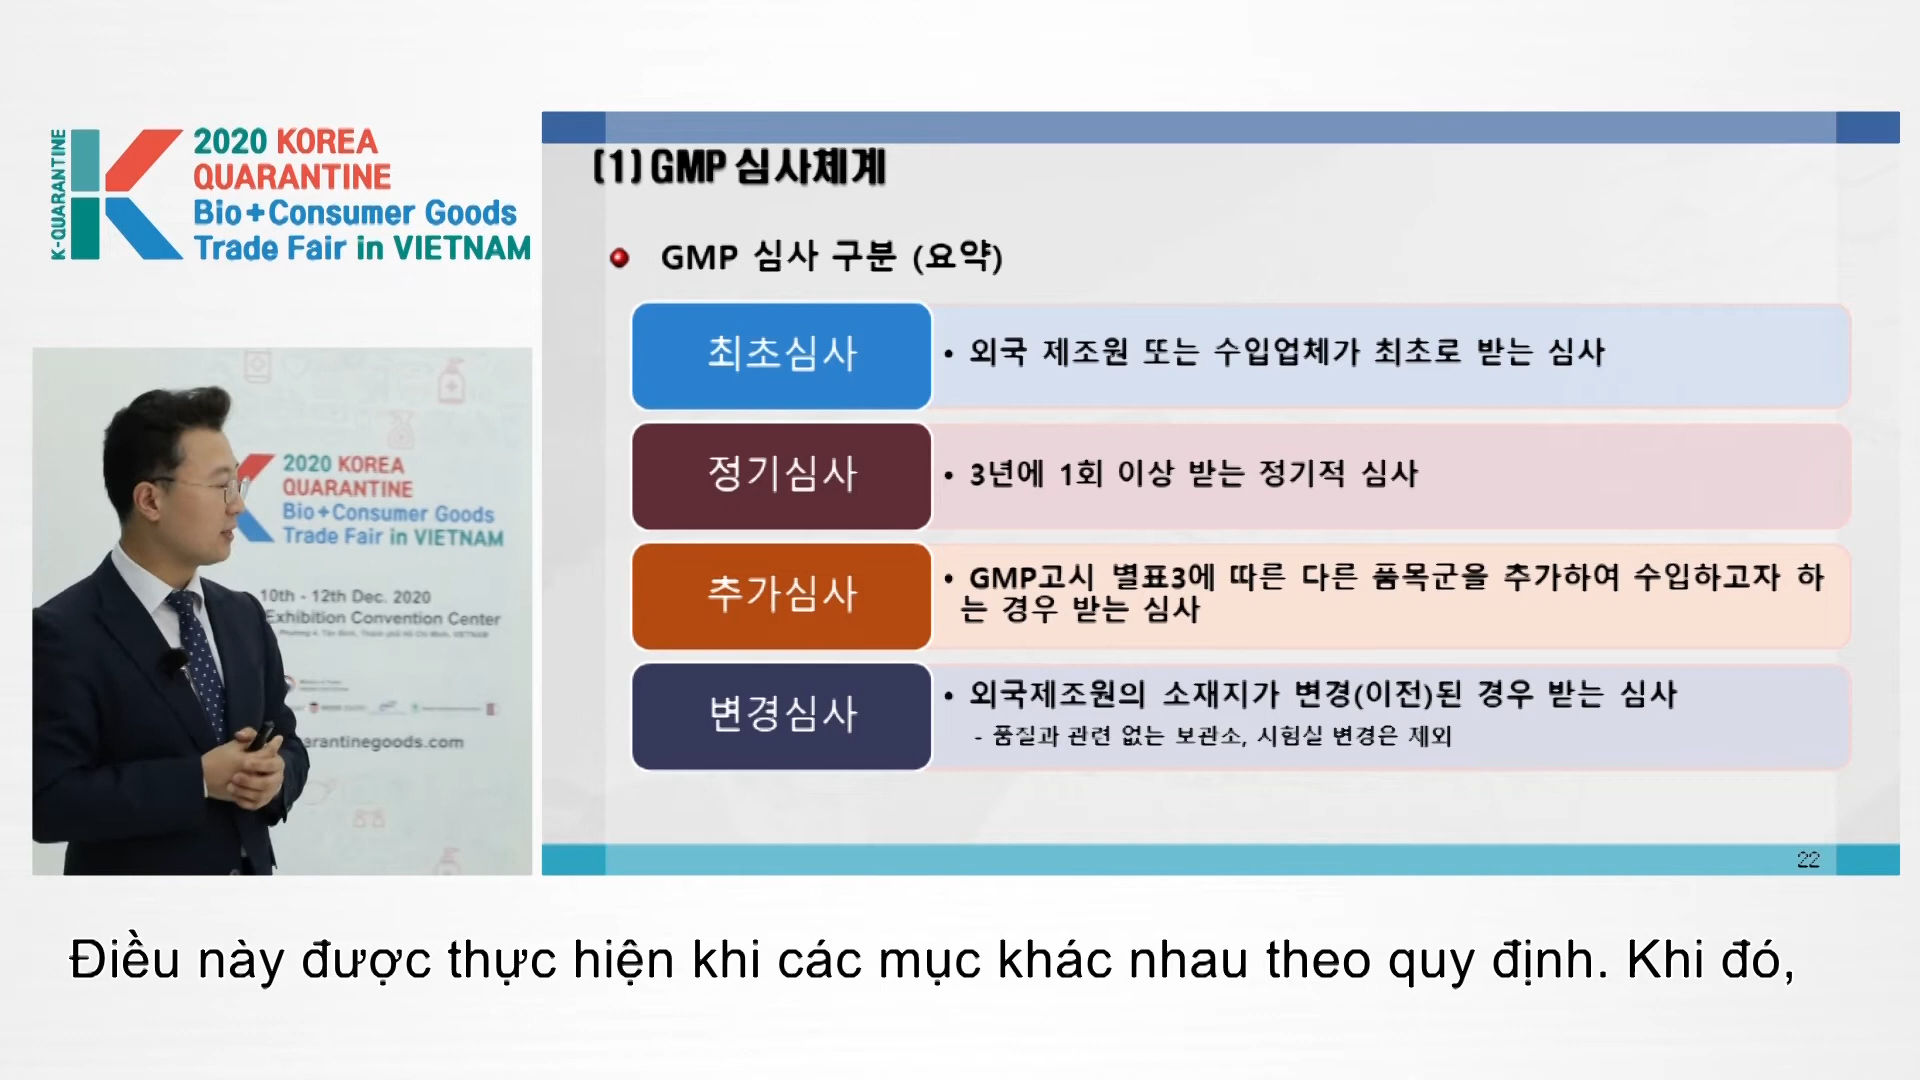 K-QUARANTINE
2020 KOREA
QUARANTINE
Bio+Consumer Goods
Trade Fair in VIETNAM
(1) GMP 심사체계
GMP 심사 구분 (요약)
최초심사
• 외국 제조원 또는 수입업체가 최초로 받는 심사
정기심사
• 3년에 1회 이상 받는 정기적 심사
추가심사
• GMP고시 별표3에 따른 다른 품목군을 추가하여 수입하고자 하
는 경우 받는 심사
변경심사
• 외국제조원의 소재지가 변경(이전)된 경우 받는 심사
- 품질과 관련 없는 보관소, 시험실 변경은 제외
22
2020 KOREA
QUARANTINE
Bio+Consumer Goods
Trade Fair in VIETNAM
10th - 12th Dec. 2020
Exhibition Convention Center
arantinegoods.com
Điều này được thực hiện khi các mục khác nhau theo quy định. Khi đó,